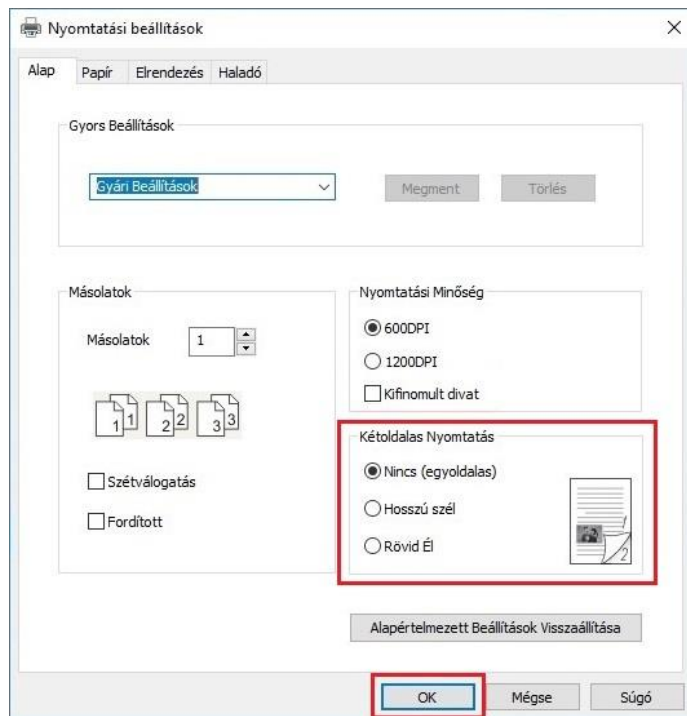 Nyomtatási beállítások
Alap Papír Elrendezés Haladó
Gyors Beállítások
Gyári Beállítások
Megment Törlés
Másolatok
Másolatok 1
1 1 2 2 3 3
Szétválogatás
Fordított
Nyomtatási Minőség
600DPI
1200DPI
Kifinomult divat
Kétoldalas Nyomtatás
Nincs (egyoldalas)
Hosszú szél
Rövid Él
1
2
Alapértelmezett Beállítások Visszaállítása
OK Mégse Súgó